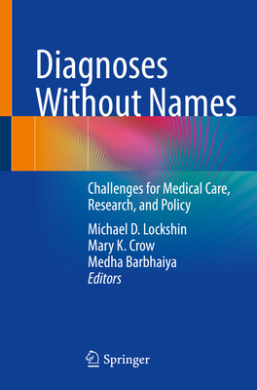 Diagnoses
Without Names
Challenges for Medical Care,
Research, and Policy
Michael D. Lockshin
Mary K. Crow
Medha Barbhaiya
Editors
Springer